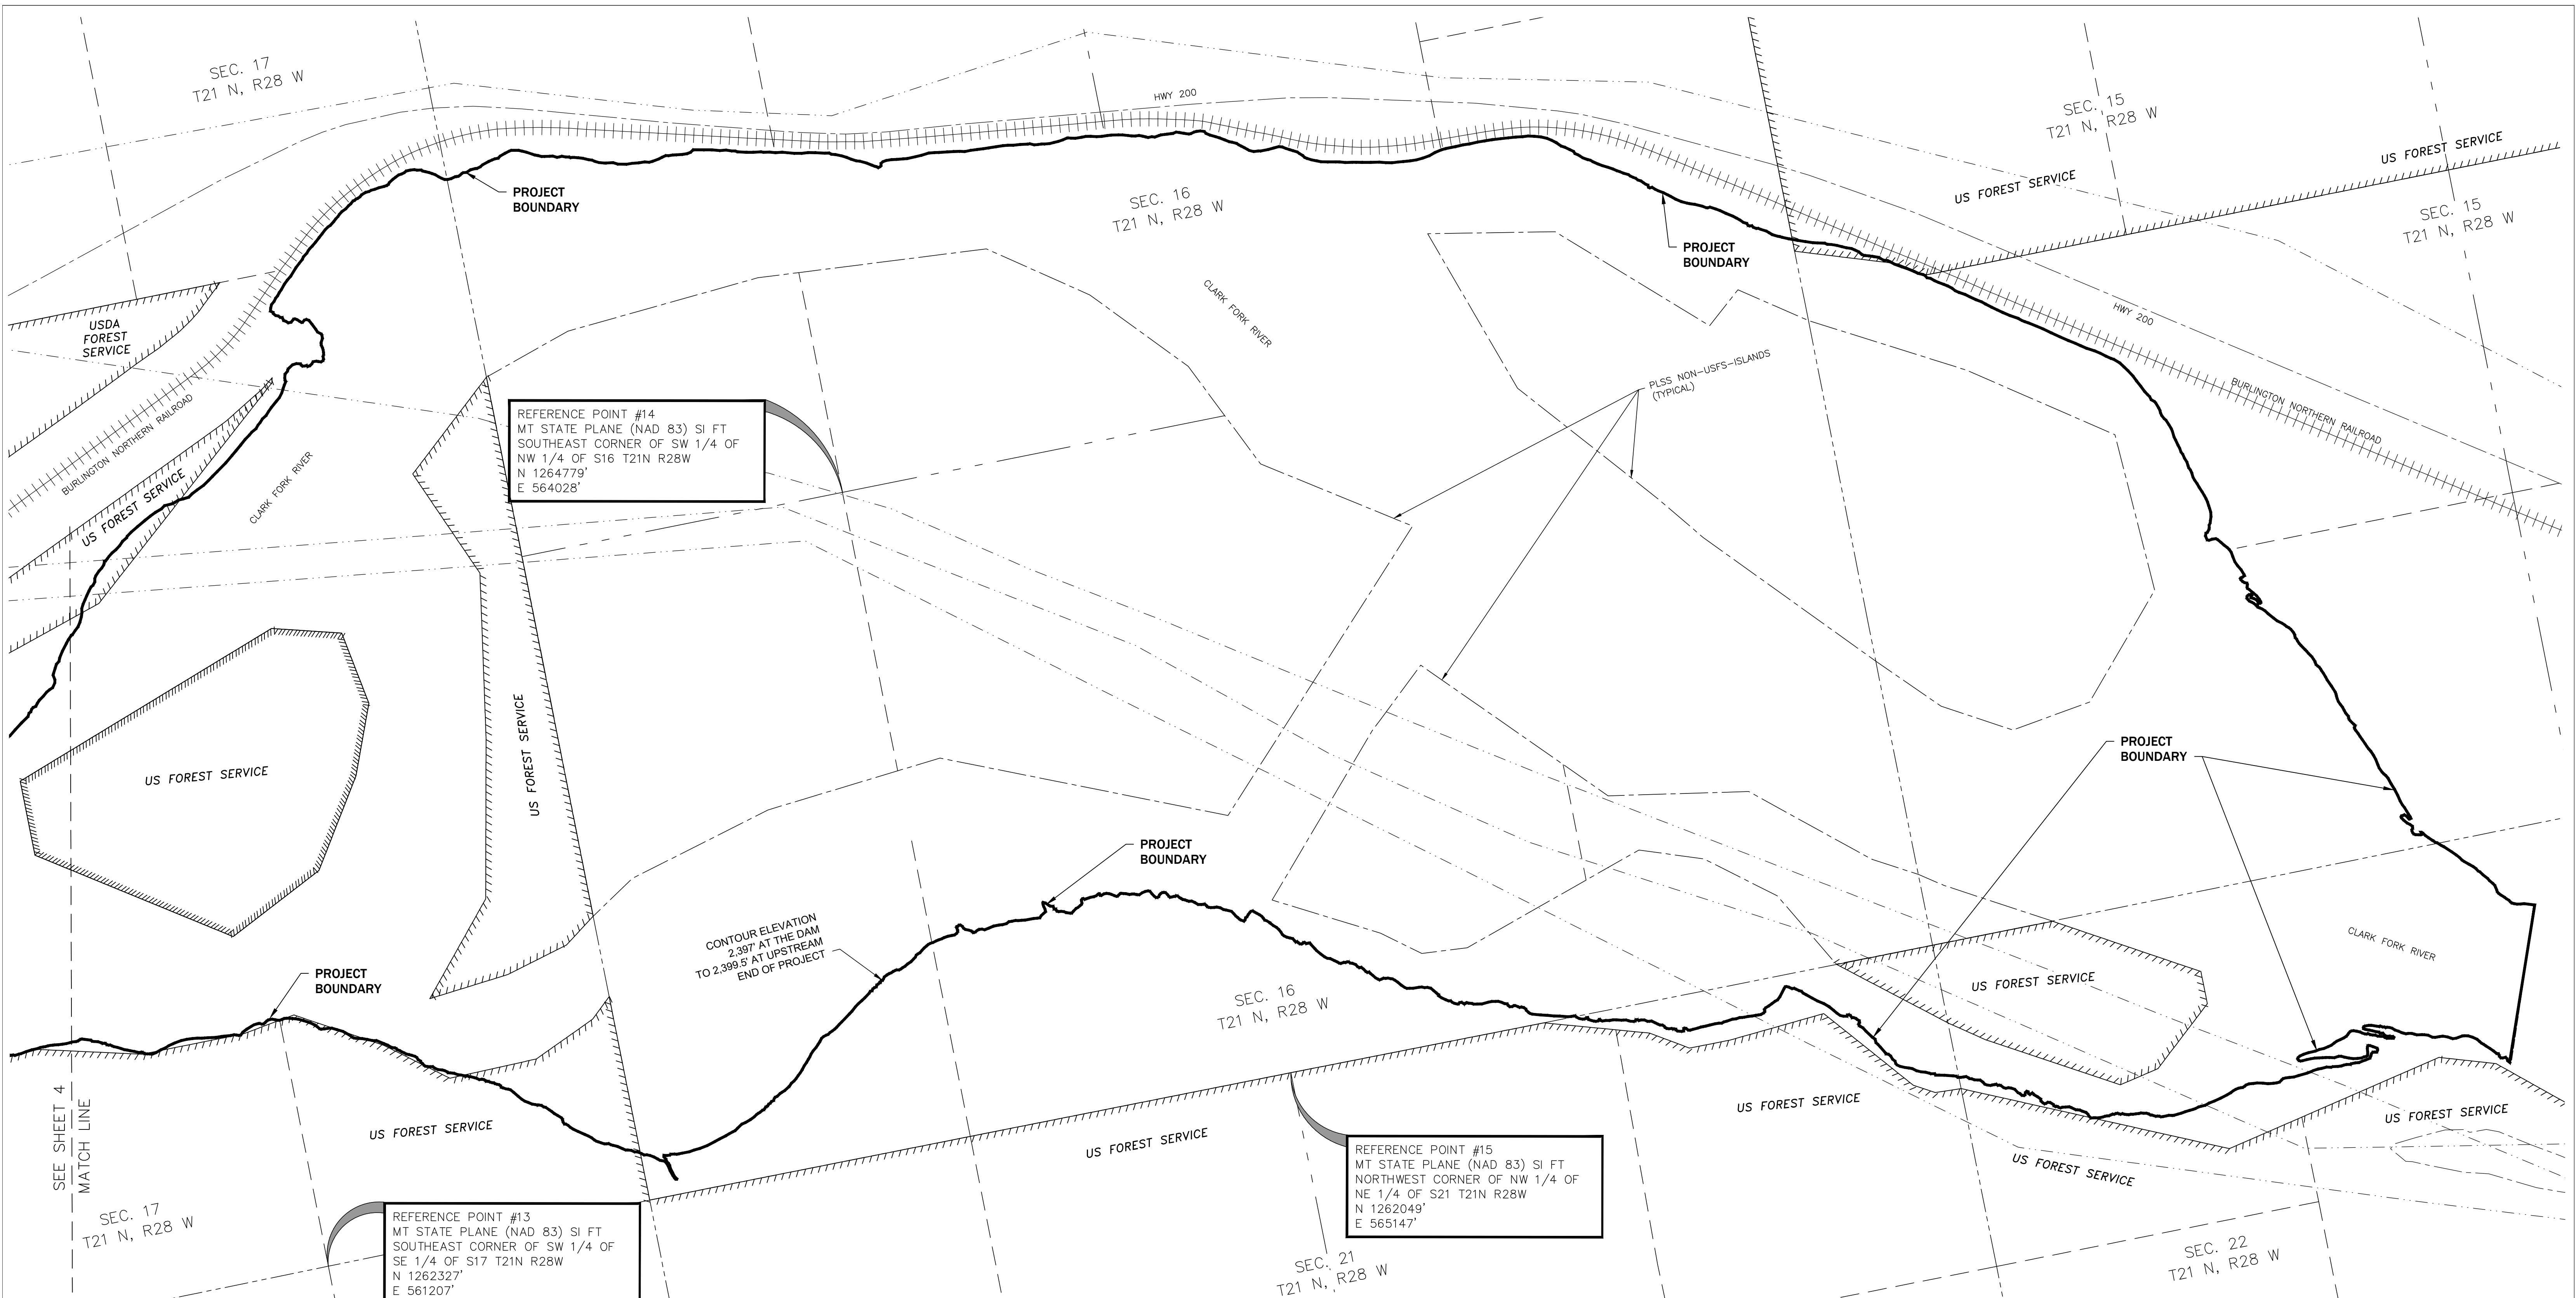 SEC. 17
T21 N, R28 W
HWY 200
SEC. 15
T21 N, R28 W
US FOREST SERVICE
US FOREST SERVICE
SEC. 15
T21 N, R28 W
PROJECT
BOUNDARY
SEC. 16
T21 N, R28 W
PROJECT
BOUNDARY
CLARK FORK RIVER
HWY 200
USDA
FOREST
SERVICE
BURLINGTON NORTHERN RAILROAD
US FOREST SERVICE
CLARK FORK RIVER
REFERENCE POINT #14
MT STATE PLANE (NAD 83) SI FT
SOUTHEAST CORNER OF SW 1/4 OF
NW 1/4 OF S16 T21N R28W
N 1264779'
E 564028'
PLSS NON-USFS-ISLANDS
(TYPICAL)
BURLINGTON NORTHERN RAILROAD
US FOREST SERVICE
US FOREST SERVICE
PROJECT
BOUNDARY
PROJECT
BOUNDARY
CONTOUR ELEVATION
2,397' AT THE DAM
TO 2,399.5' AT UPSTREAM
END OF PROJECT
PROJECT
BOUNDARY
SEC. 16
T21 N, R28 W
US FOREST SERVICE
CLARK FORK RIVER
SEE SHEET 4
MATCH LINE
US FOREST SERVICE
US FOREST SERVICE
US FOREST SERVICE
US FOREST SERVICE
US FOREST SERVICE
REFERENCE POINT #15
MT STATE PLANE (NAD 83) SI FT
NORTHWEST CORNER OF NW 1/4 OF
NE 1/4 OF S21 T21N R28W
N 1262049'
E 565147'
SEC. 17
T21 N, R28 W
REFERENCE POINT #13
MT STATE PLANE (NAD 83) SI FT
SOUTHEAST CORNER OF SW 1/4 OF
SE 1/4 OF S17 T21N R28W
N 1262327'
E 561207'
SEC. 21
T21 N, R28 W
SEC. 22
T21 N, R28 W